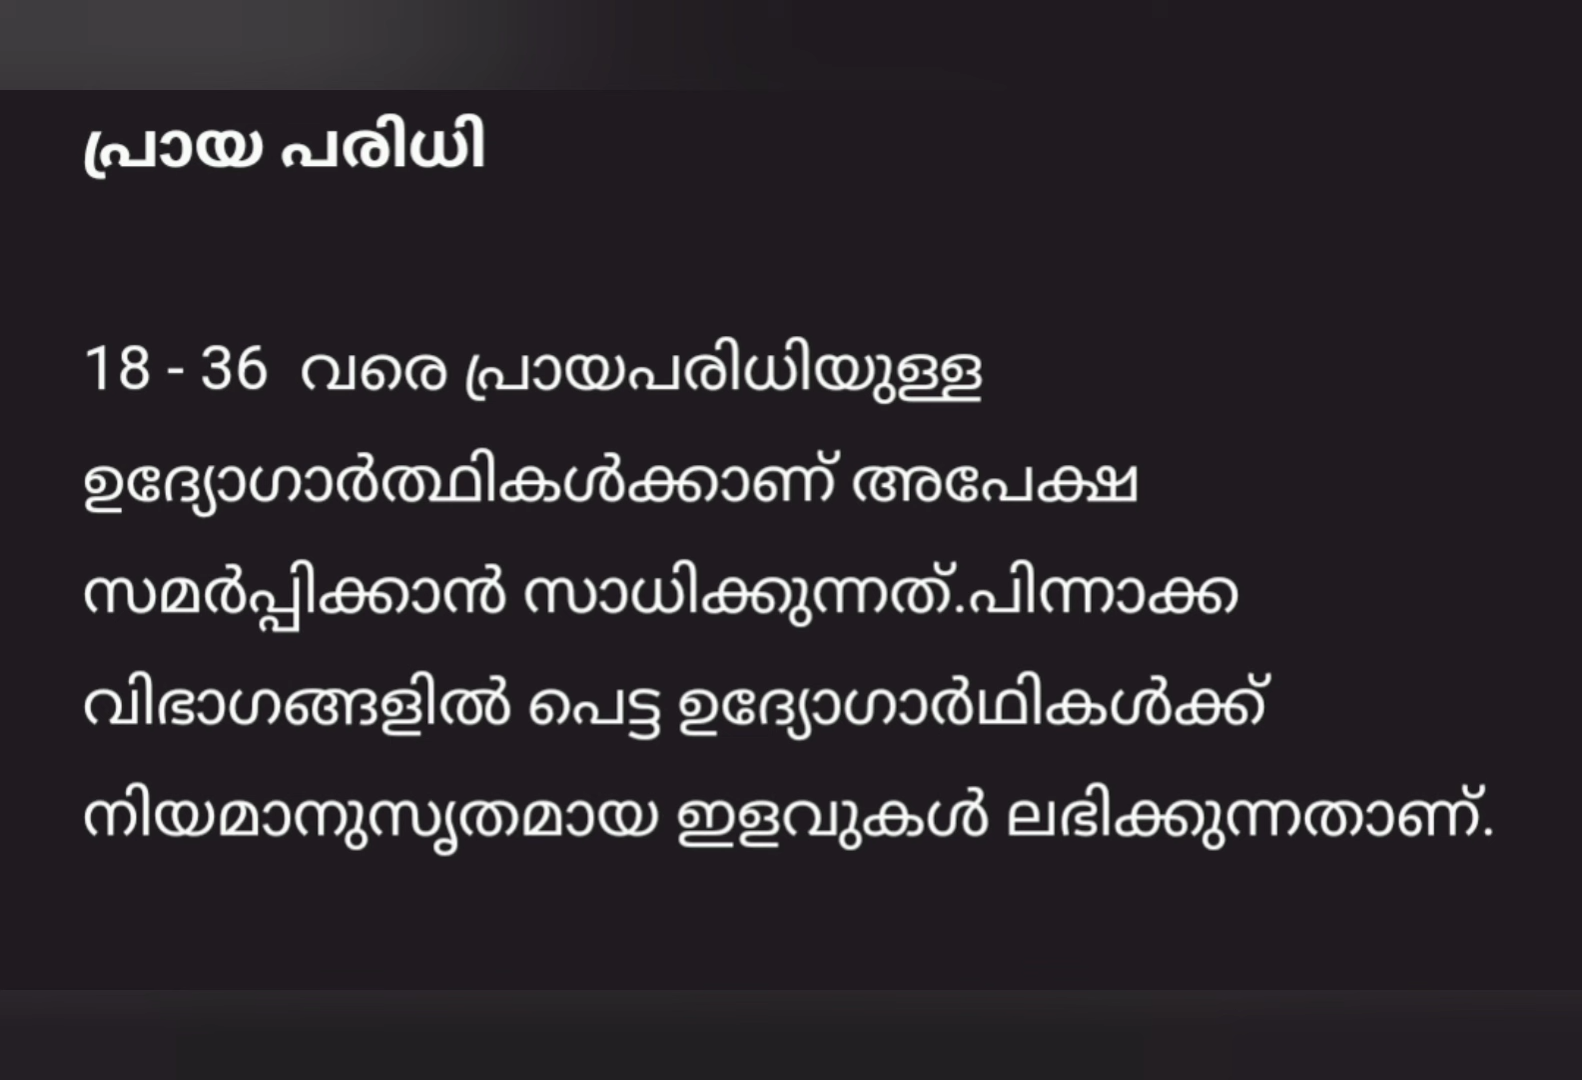 പ്രായ പരിധി
18 - 36 വരെ പ്രായപരിധിയുള്ള
ഉദ്യോഗാർത്ഥികൾക്കാണ് അപേക്ഷ
സമർപ്പിക്കാൻ സാധിക്കുന്നത്.പിന്നാക്ക
വിഭാഗങ്ങളിൽ പെട്ട ഉദ്യോഗാർഥികൾക്ക്
നിയമാനുസൃതമായ ഇളവുകൾ ലഭിക്കുന്നതാണ്.